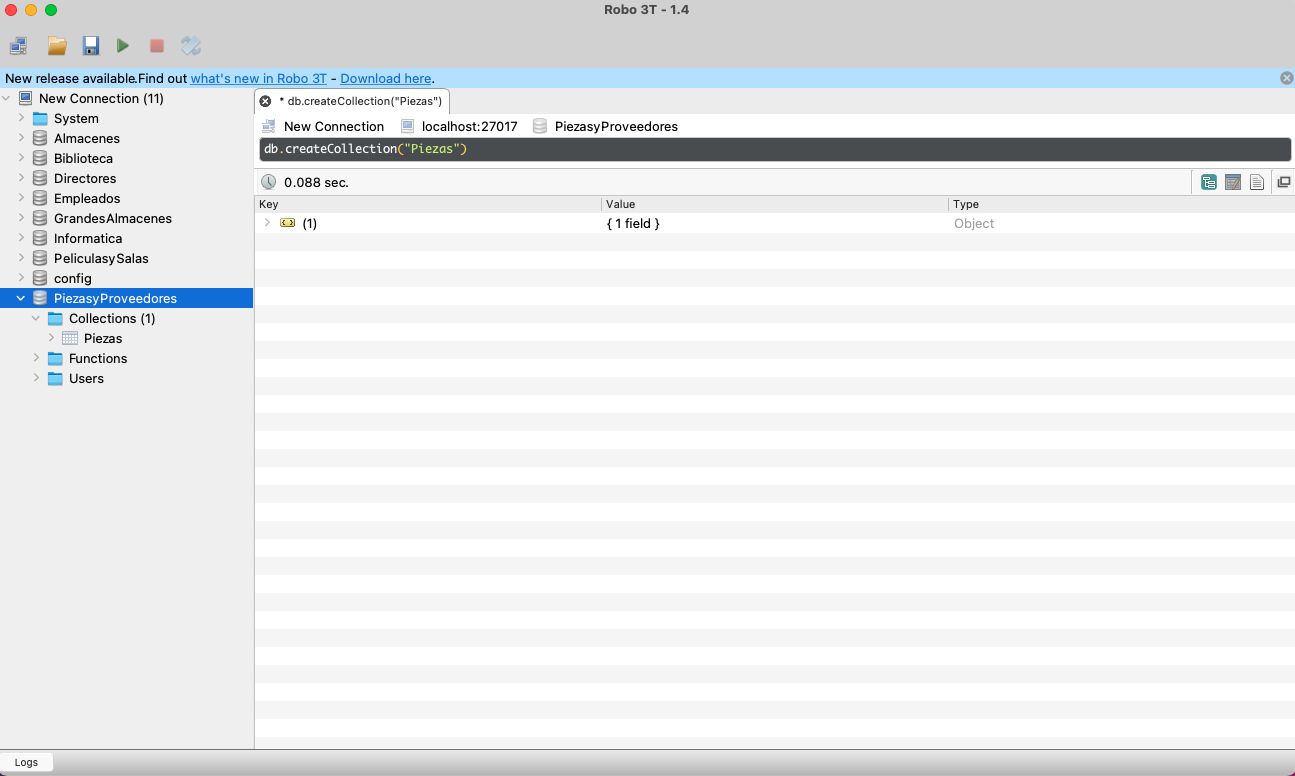 Robo 3T - 1.4
New release available.Find out what's new in Robo 3T - Download here.
New Connection (11)
System
Almacenes
Biblioteca
Directores
Empleados
GrandesAlmacenes
Informatica
PeliculasySalas
config
PiezasyProveedores
Collections (1)
Piezas
Functions
Users
* db.createCollection("Piezas")
New Connection localhost:27017 PiezasyProveedores
db.createCollection("Piezas")
0.088 sec.
Key Value Type
(1) { 1 field } Object
Logs